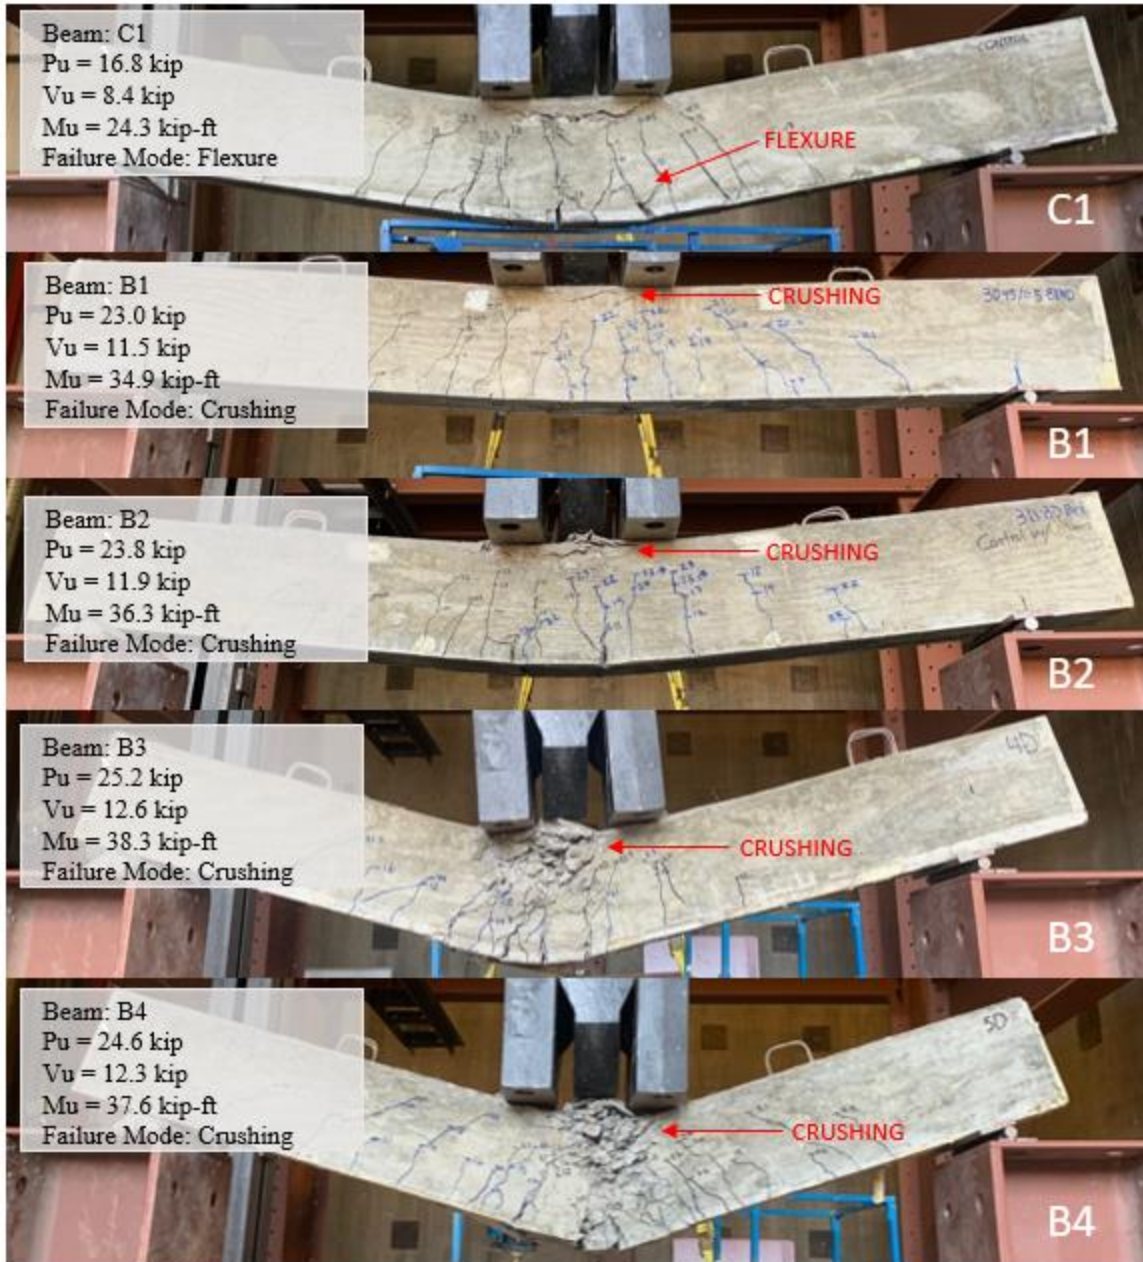 Beam: C1
Pu = 16.8 kip
Vu = 8.4 kip
Mu = 24.3 kip-ft
Failure Mode: Flexure
CONTROL
FLEXURE
C1
Beam: B1
Pu = 23.0 kip
Vu = 11.5 kip
Mu = 34.9 kip-ft
Failure Mode: Crushing
CRUSHING
B1
Beam: B2
Pu = 23.8 kip
Vu = 11.9 kip
Mu = 36.3 kip-ft
Failure Mode: Crushing
CRUSHING
B2
Beam: B3
Pu = 25.2 kip
Vu = 12.6 kip
Mu = 38.3 kip-ft
Failure Mode: Crushing
4D
CRUSHING
B3
Beam: B4
Pu = 24.6 kip
Vu = 12.3 kip
Mu = 37.6 kip-ft
Failure Mode: Crushing
5D
CRUSHING
B4